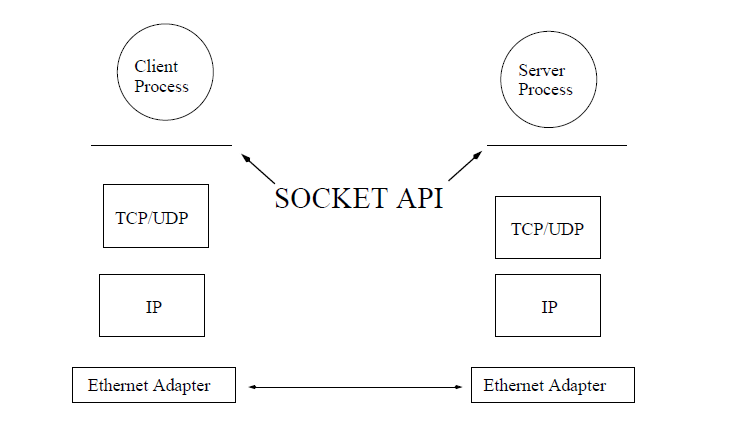 Client
Process
Server
Process
SOCKET API
TCP/UDP
TCP/UDP
IP
IP
Ethernet Adapter
Ethernet Adapter